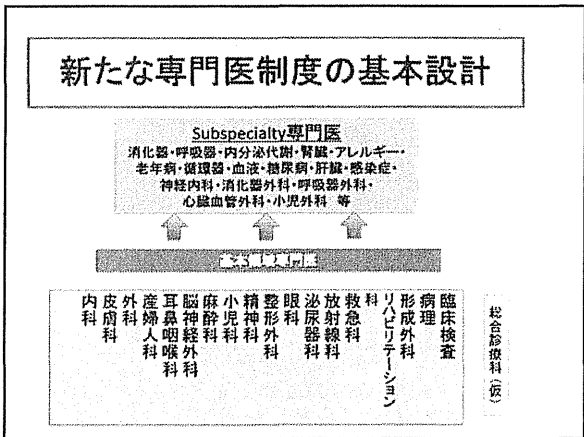 新たな専門医制度の基本設計
Subspecialty専門医
消化器・呼吸器・内分泌代謝・腎臓・アレルギー・
老年病・循環器・血液・糖尿病・肝臓・感染症・
神経内科・消化器外科・呼吸器外科・
心臓血管外科・小児外科 等
基本領域専門医
総合診療科(仮)
臨床検査
病理
形成外科
リハビリテーション
科
救急科
放射線科
泌尿器科
眼科
整形外科
精神科
小児科
麻酔科
脳神経外科
耳鼻咽喉科
産婦人科
外科
皮膚科
内科